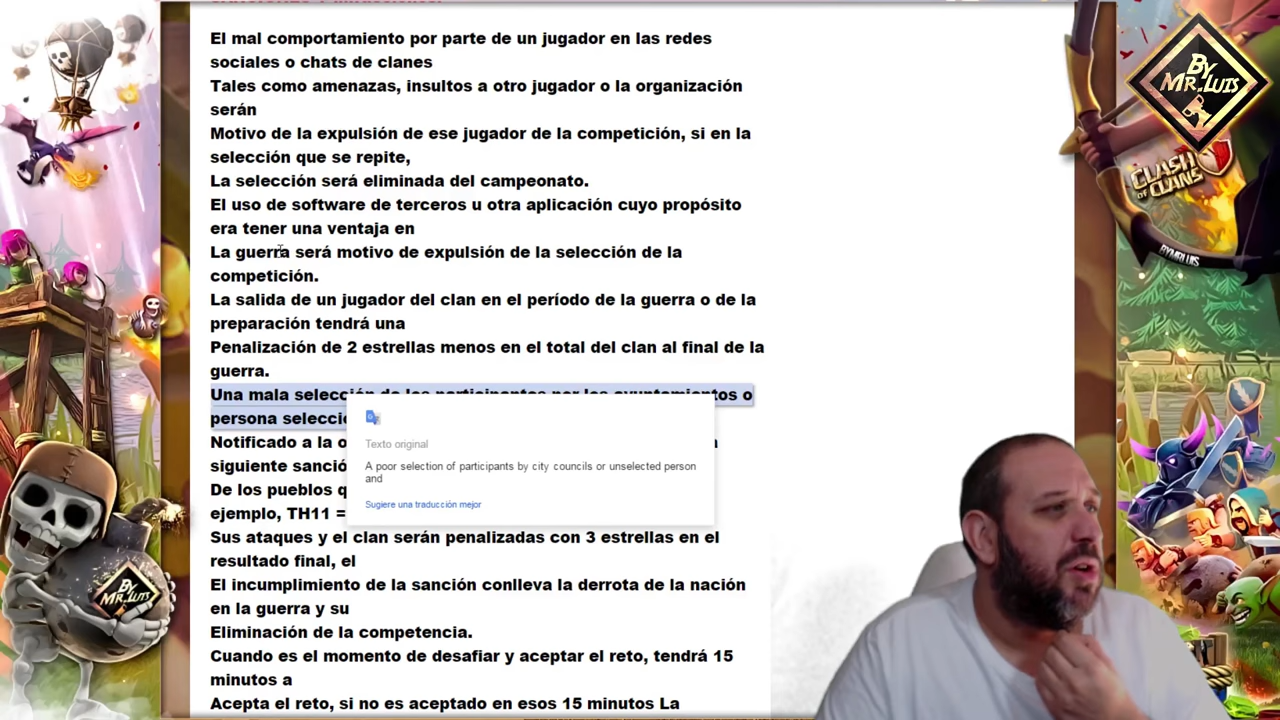 El mal comportamiento por parte de un jugador en las redes
sociales o chats de clanes
Tales como amenazas, insultos a otro jugador o la organización
serán
Motivo de la expulsión de ese jugador de la competición, si en la
selección que se repite,
La selección será eliminada del campeonato.
El uso de software de terceros u otra aplicación cuyo propósito
era tener una ventaja en
La guerra será motivo de expulsión de la selección de la
competición.
La salida de un jugador del clan en el período de la guerra o de la
preparación tendrá una
Penalización de 2 estrellas menos en el total del clan al final de la
guerra.
Una mala selección de los participantes por los ayuntamientos o
persona selecci
Notificado a la o
siguiente sanció
De los pueblos q
ejemplo, TH11 =
Texto original
A poor selection of participants by city councils or unselected person
and
Sugiere una traducción mejor
Sus ataques y el clan serán penalizadas con 3 estrellas en el
resultado final, el
El incumplimiento de la sanción conlleva la derrota de la nación
en la guerra y su
Eliminación de la competencia.
Cuando es el momento de desafiar y aceptar el reto, tendrá 15
minutos a
Acepta el reto, si no es aceptado en esos 15 minutos La
BY
MR.LUIS
CLASH
OF CLANS
BYMRLUIS
BY
MR.LUIS